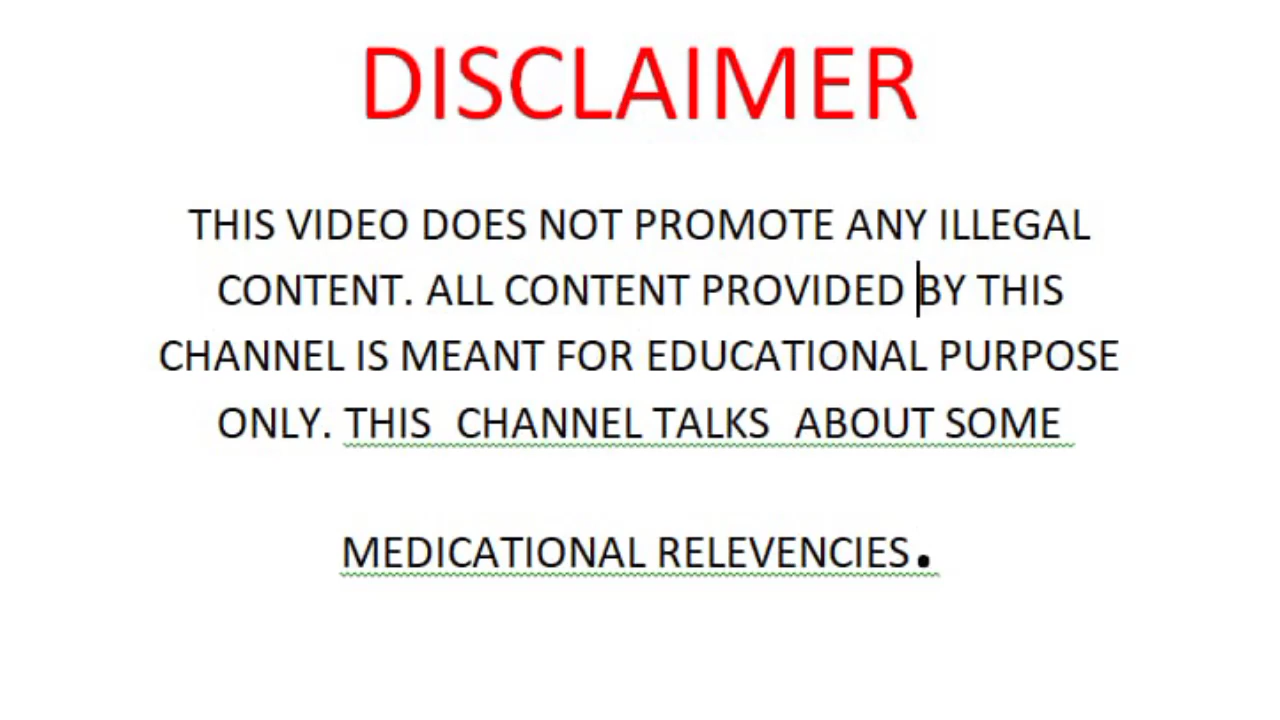 DISCLAIMER
THIS VIDEO DOES NOT PROMOTE ANY ILLEGAL
CONTENT. ALL CONTENT PROVIDED BY THIS
CHANNEL IS MEANT FOR EDUCATIONAL PURPOSE
ONLY. THIS  CHANNEL TALKS  ABOUT SOME
MEDICATIONAL RELEVENCIES.